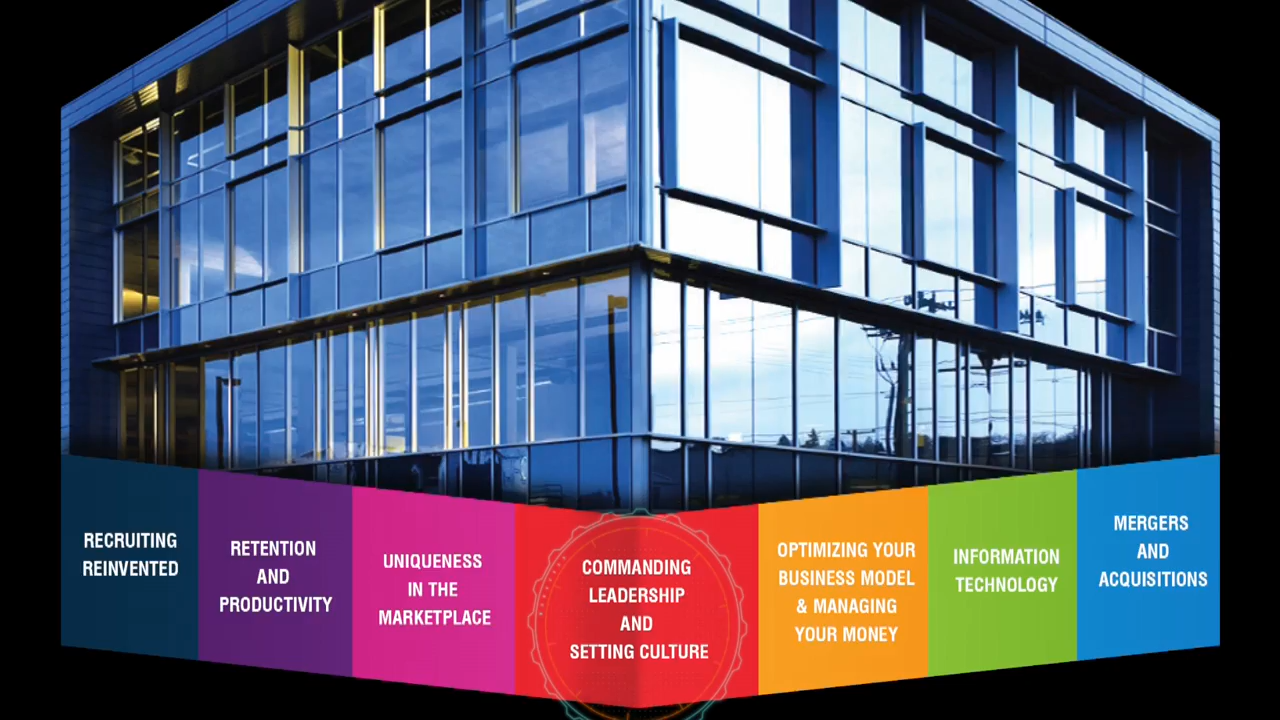 RECRUITING
REINVENTED
RETENTION
AND
PRODUCTIVITY
UNIQUENESS
IN THE
MARKETPLACE
COMMANDING
LEADERSHIP
AND
SETTING CULTURE
OPTIMIZING YOUR
BUSINESS MODEL
& MANAGING
YOUR MONEY
INFORMATION
TECHNOLOGY
MERGERS
AND
ACQUISITIONS